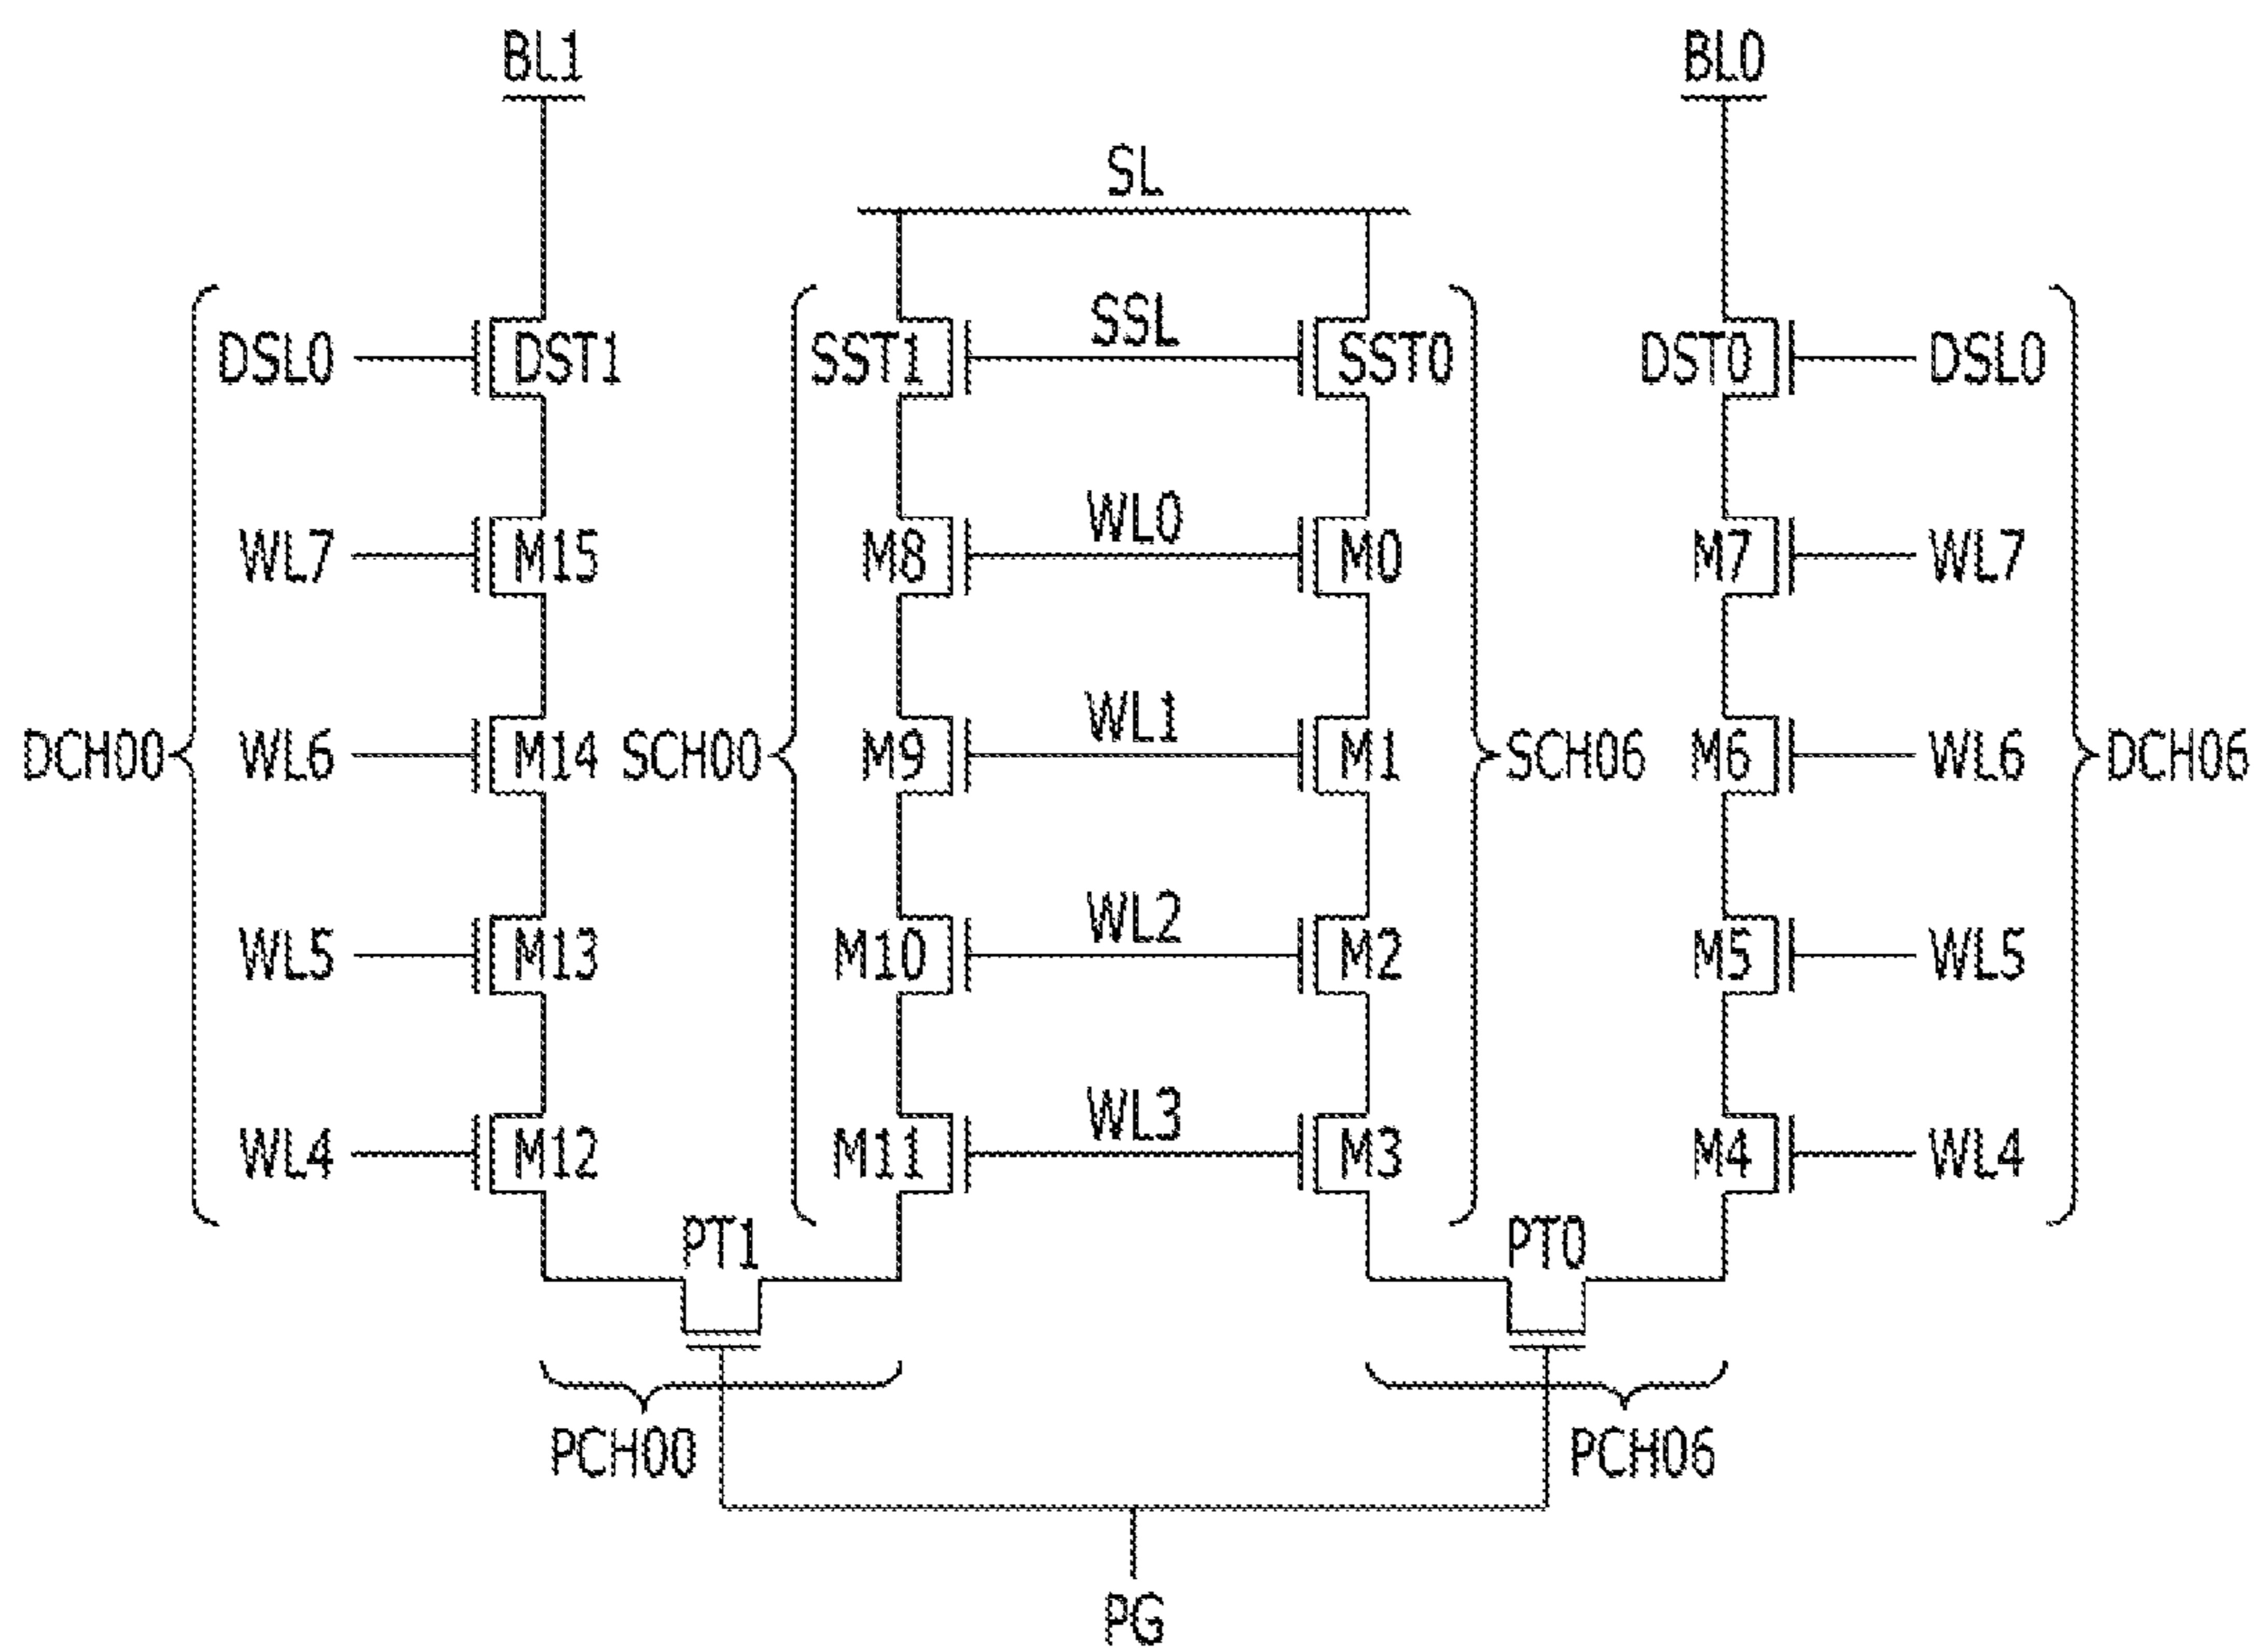 BL1 BL0
SL
DSL0 DST1 SST1 SSL SST0 DST0 DSL0
WL7 M15 M8 WL0 M0 M7 WL7
DCH00 WL6 M14 SCH00 M9 WL1 M1 SCH06 M6 WL6 DCH06
WL5 M13 M10 WL2 M2 M5 WL5
WL4 M12 M11 WL3 M3 M4 WL4
PT1 PT0
PCH00 PCH06
PG